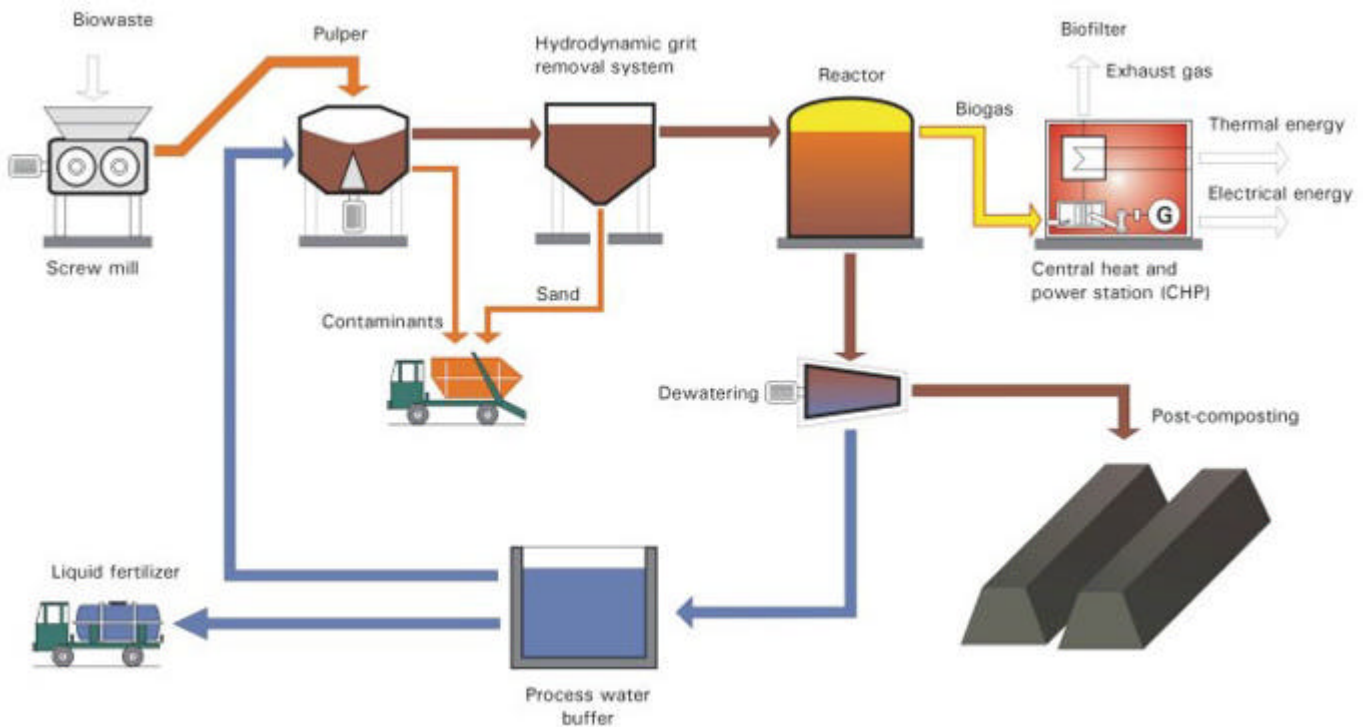 Biowaste
Pulper
Hydrodynamic grit
removal system
Reactor
Biogas
Biofilter
Exhaust gas
Thermal energy
Electrical energy
G
Screw mill
Central heat and
power station (CHP)
Sand
Contaminants
Dewatering
Post-composting
Liquid fertilizer
Process water
buffer